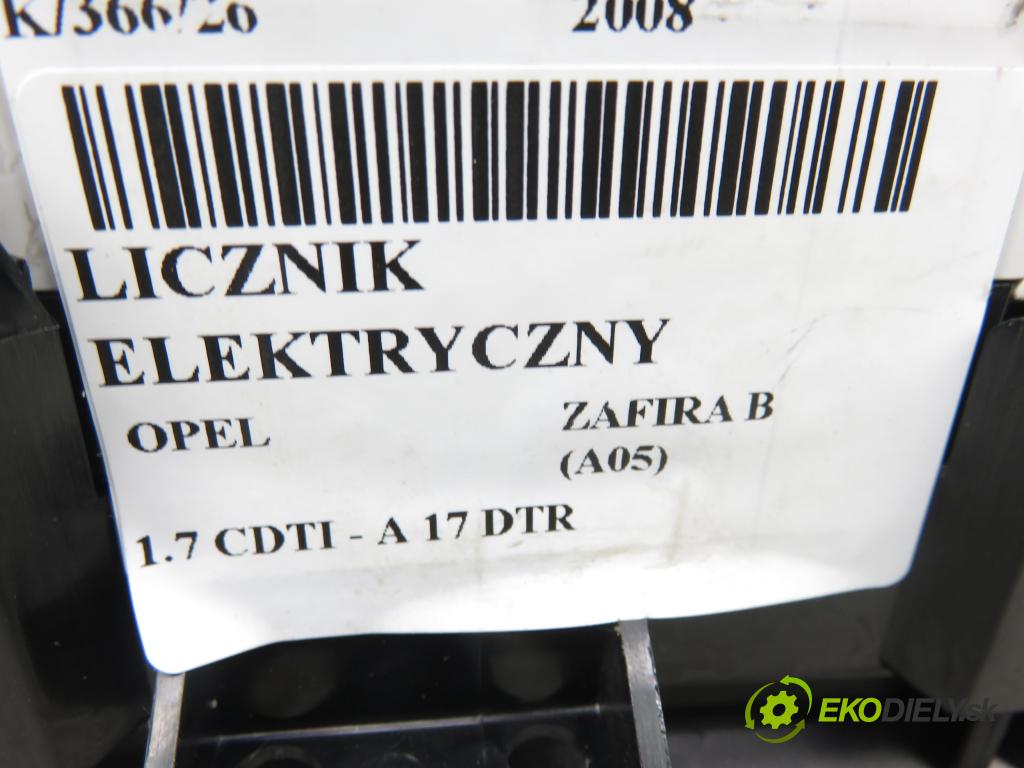 K/366/26 2008
LICZNIK
ELEKTRYCZNY
OPEL ZAFIRA B
(A05)
1.7 CDTI - A 17 DTR
EKODIELY.sk